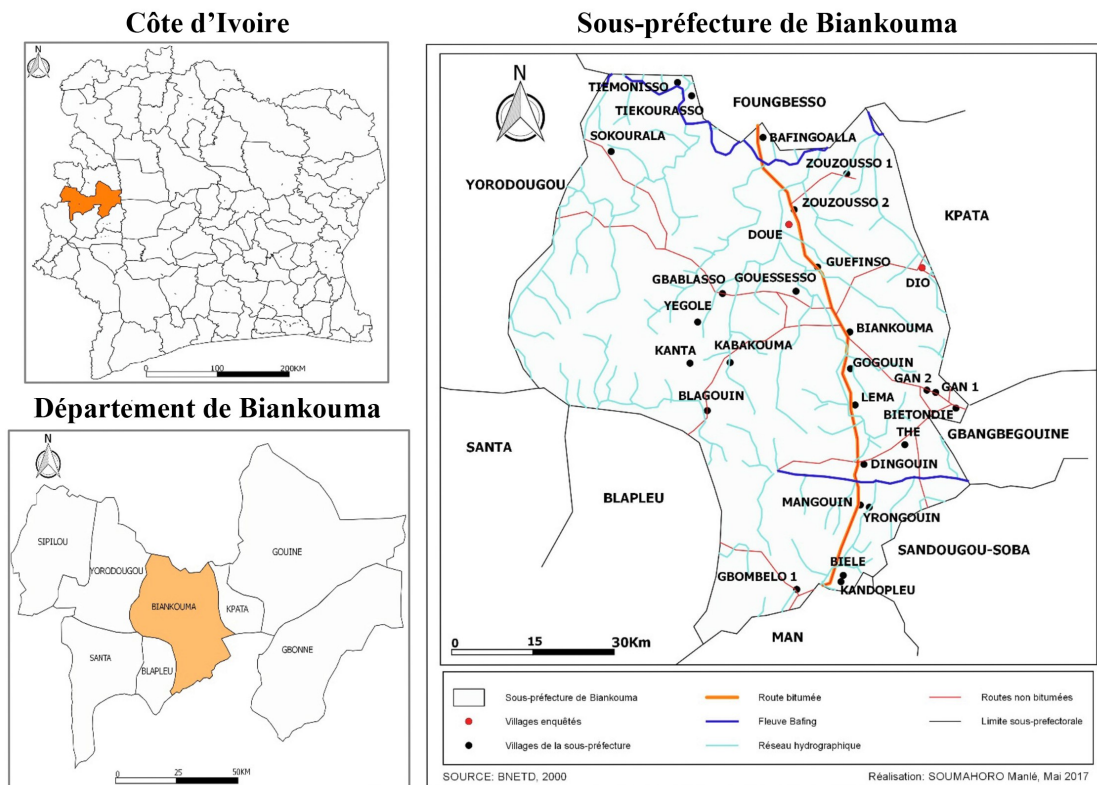 Côte d’Ivoire
N
0 100 200KM
Département de Biankouma
N
SIPILOU
GOUINE
YORODOUGOU
BIANKOUMA
KPATA
SANTA
BLAPLEU
GBONNE
0 25 50KM
Sous-préfecture de Biankouma
N
TIEMONISSO
TIEKOURASSO
FOUNGBESSO
SOKOURALA
BAFINGOALLA
ZOUZOUSSO 1
YORODOUGOU
ZOUZOUSSO 2
KPATA
DOUE
GUEFINSO
GBABLASSO
GOUESSESSO
DIO
YEGOLE
BIANKOUMA
KANTA
KABAKOUMA
GOGOUIN
GAN 2
GAN 1
BLAGOUIN
LEMA
BIETONDIE
THE
GBANGBEGOUINE
SANTA
DINGOUIN
BLAPLEU
MANGOUIN
YRONGOUIN
SANDOUGOU-SOBA
BIELE
GBOMBELO 1
KANDOPLEU
MAN
0 15 30Km
Sous-préfecture de Biankouma
Route bitumée
Routes non bitumées
Villages enquêtés
Fleuve Bafing
Limite sous-prefectorale
Villages de la sous-préfecture
Réseau hydrographique
SOURCE: BNETD, 2000
Réalisation: SOUMAHORO Manlé, Mai 2017